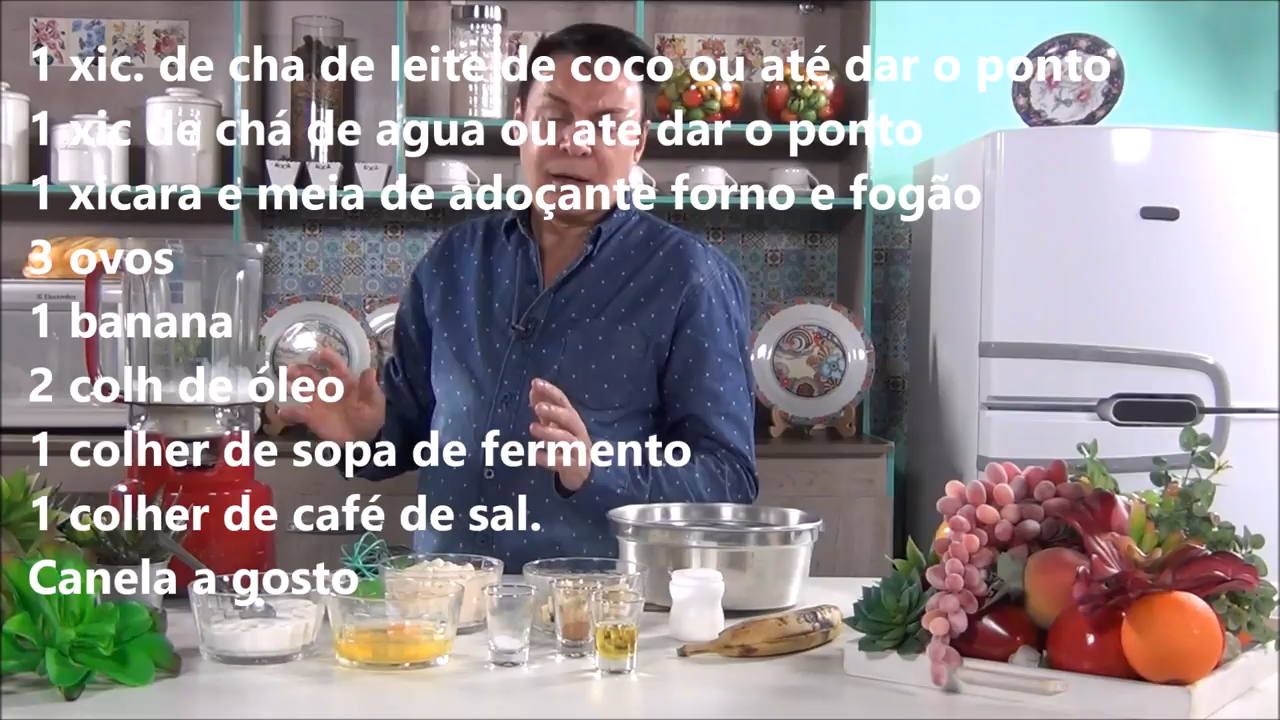 1 xic. de cha de leite de coco ou até dar o ponto
1 xic de chá de agua ou até dar o ponto
1 xicara e meia de adoçante forno e fogão
3 ovos
1 banana
2 colh de óleo
1 colher de sopa de fermento
1 colher de café de sal.
Canela a gosto
Electrolux